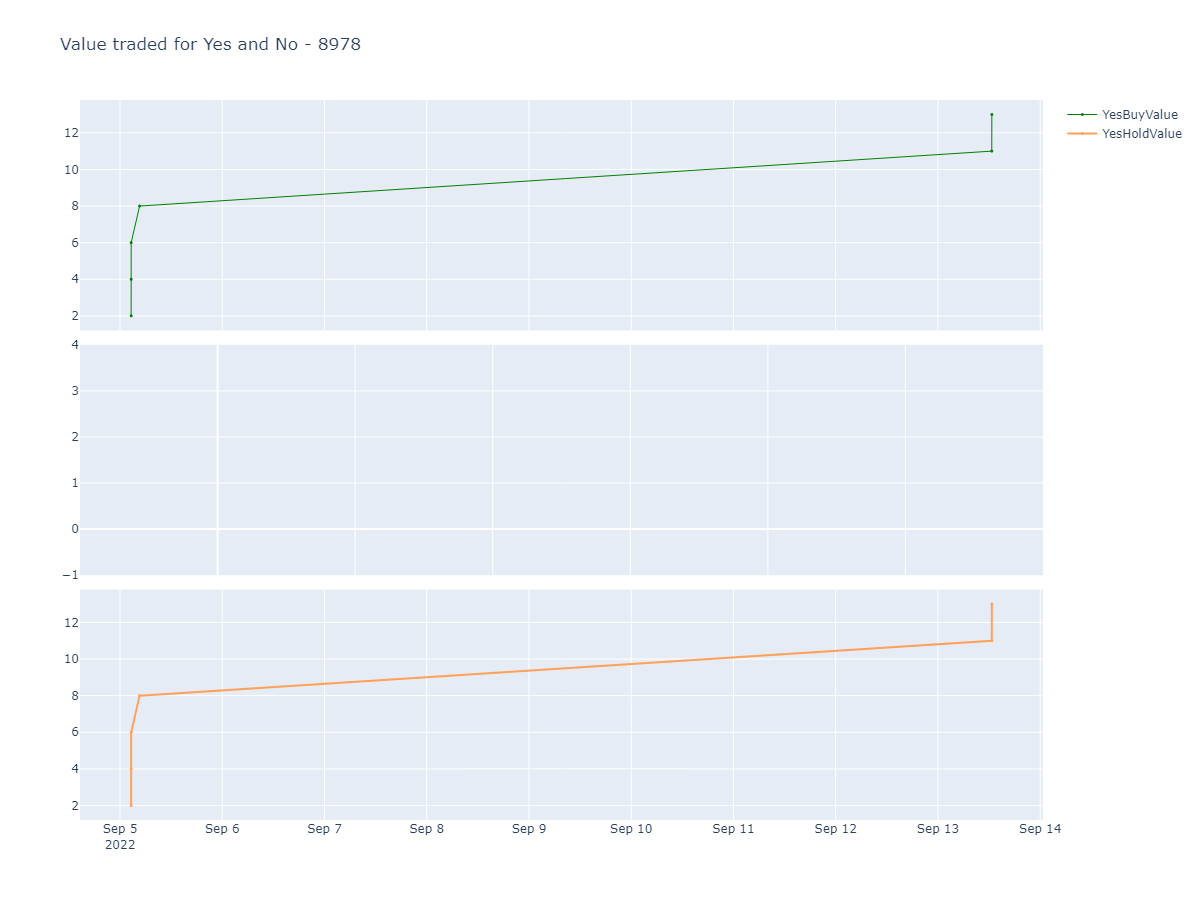 Value traded for Yes and No - 8978
YesBuyValue
YesHoldValue
12
10
8
6
4
2
4
3
2
1
0
−1
12
10
8
6
4
2
Sep 5
2022
Sep 6
Sep 7
Sep 8
Sep 9
Sep 10
Sep 11
Sep 12
Sep 13
Sep 14